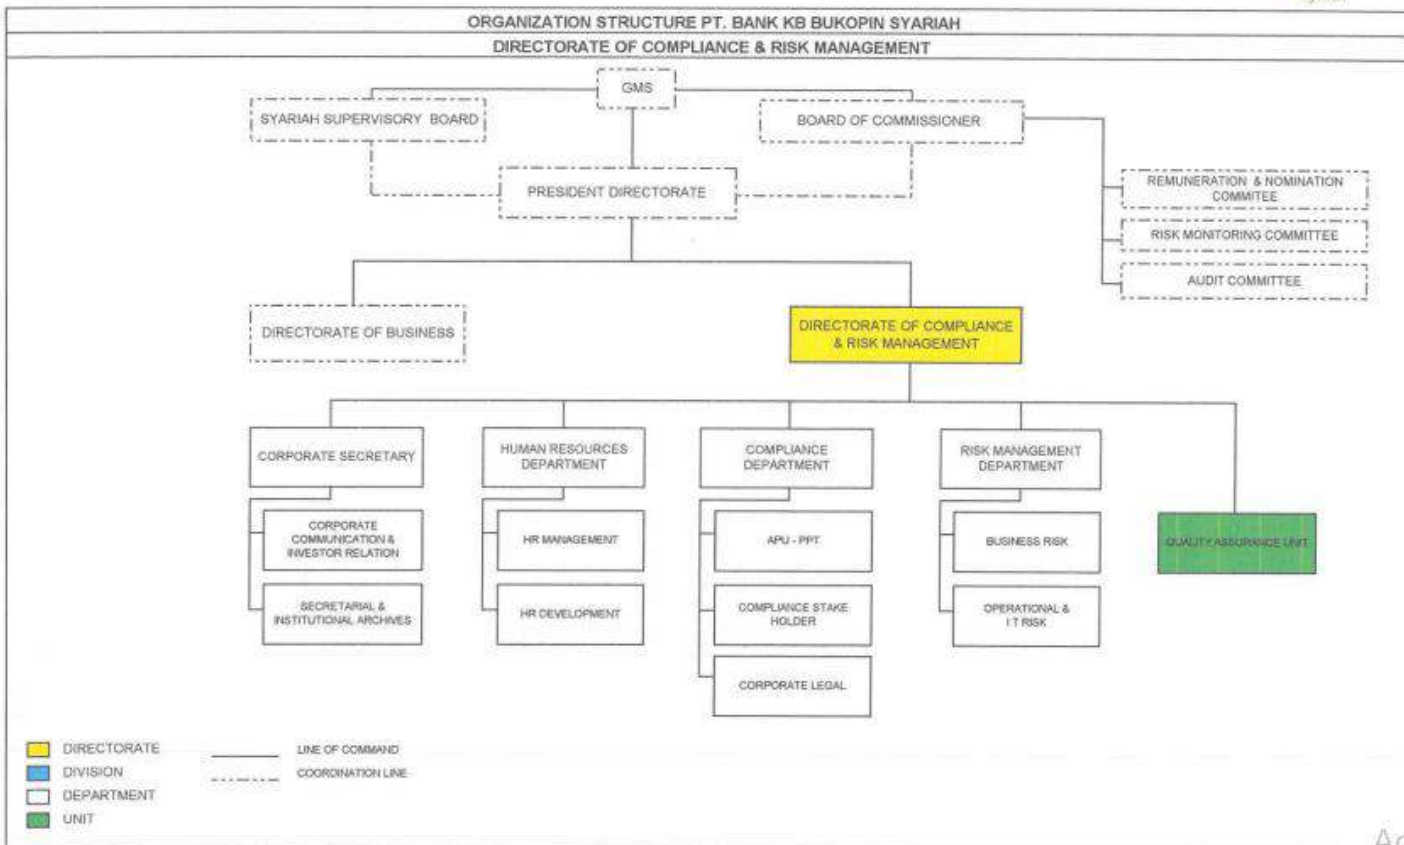 ORGANIZATION STRUCTURE PT. BANK KB BUKOPIN SYARIAH
DIRECTORATE OF COMPLIANCE & RISK MANAGEMENT
GMS
SYARIAH SUPERVISORY BOARD
BOARD OF COMMISSIONER
PRESIDENT DIRECTORATE
REMUNERATION & NOMINATION
COMMITEE
RISK MONITORING COMMITTEE
AUDIT COMMITTEE
DIRECTORATE OF BUSINESS
DIRECTORATE OF COMPLIANCE
& RISK MANAGEMENT
CORPORATE SECRETARY
HUMAN RESOURCES
DEPARTMENT
COMPLIANCE
DEPARTMENT
RISK MANAGEMENT
DEPARTMENT
CORPORATE
COMMUNICATION &
INVESTOR RELATION
HR MANAGEMENT
APU - PPT
BUSINESS RISK
QUALITY ASSURANCE UNIT
SECRETARIAL &
INSTITUTIONAL ARCHIVES
HR DEVELOPMENT
COMPLIANCE STAKE
HOLDER
OPERATIONAL &
I T RISK
CORPORATE LEGAL
DIRECTORATE
DIVISION
DEPARTMENT
UNIT
LINE OF COMMAND
COORDINATION LINE